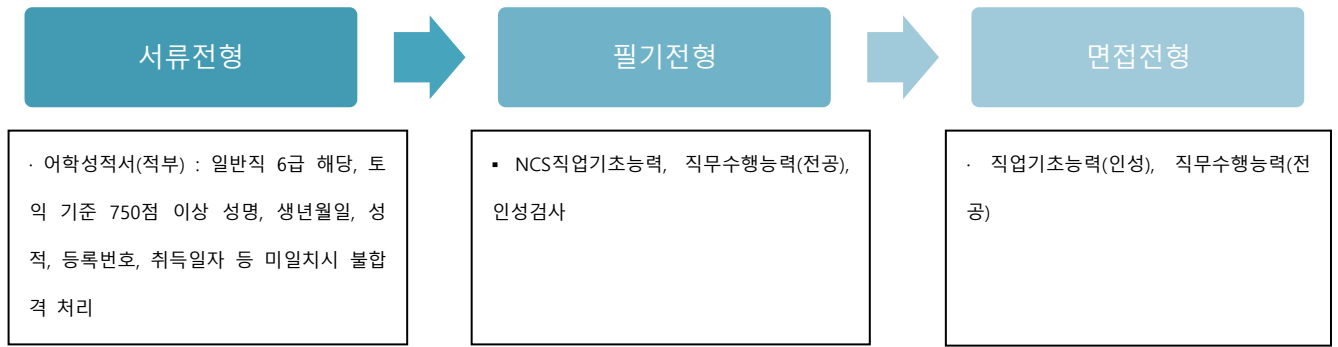 서류전형
필기전형
면접전형
· 어학성적서(적부) : 일반직 6급 해당, 토
익 기준 750점 이상 성명, 생년월일, 성
적, 등록번호, 취득일자 등 미일치시 불합
격 처리
▪ NCS직업기초능력, 직무수행능력(전공),
인성검사
· 직업기초능력(인성), 직무수행능력(전
공)